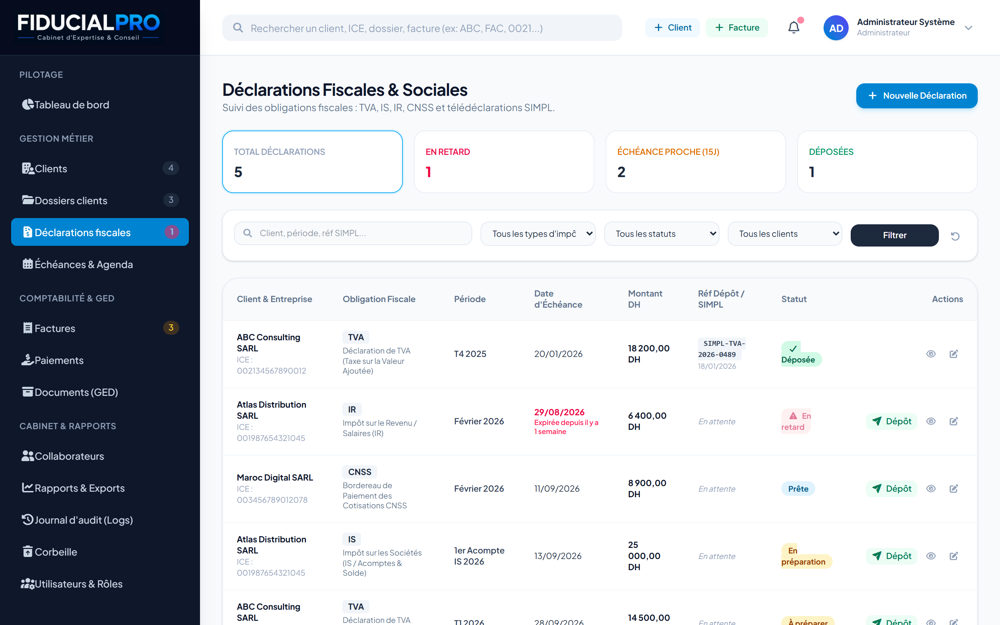 FIDUCIALPRO
Cabinet d'Expertise & Conseil
Rechercher un client, ICE, dossier, facture (ex: ABC, FAC, 0021...)
+ Client
+ Facture
AD
Administrateur Système
Administrateur
PILOTAGE
Tableau de bord
GESTION MÉTIER
Clients 4
Dossiers clients 3
Déclarations fiscales 1
Échéances & Agenda
COMPTABILITÉ & GED
Factures 3
Paiements
Documents (GED)
CABINET & RAPPORTS
Collaborateurs
Rapports & Exports
Journal d'audit (Logs)
Corbeille
Utilisateurs & Rôles
Déclarations Fiscales & Sociales
Suivi des obligations fiscales : TVA, IS, IR, CNSS et télédéclarations SIMPL.
+ Nouvelle Déclaration
TOTAL DÉCLARATIONS
5
EN RETARD
1
ÉCHÉANCE PROCHE (15J)
2
DÉPOSÉES
1
Client, période, réf SIMPL...
Tous les types d'impô
Tous les statuts
Tous les clients
Filtrer
Client & Entreprise
Obligation Fiscale
Période
Date
d'Échéance
Montant
DH
Réf Dépôt /
SIMPL
Statut
Actions
ABC Consulting
SARL
ICE :
002134567890012
TVA
Déclaration de TVA
(Taxe sur la Valeur
Ajoutée)
T4 2025
20/01/2026
18 200,00
DH
SIMPL-TVA-
2026-0489
18/01/2026
Déposée
Atlas Distribution
SARL
ICE :
001987654321045
IR
Impôt sur le Revenu /
Salaires (IR)
Février 2026
29/08/2026
Expirée depuis il y a
1 semaine
6 400,00
DH
En attente
En
retard
Dépôt
Maroc Digital SARL
ICE :
003456789012078
CNSS
Bordereau de
Paiement des
Cotisations CNSS
Février 2026
11/09/2026
8 900,00
DH
En attente
Prête
Dépôt
Atlas Distribution
SARL
ICE :
001987654321045
IS
Impôt sur les Sociétés
(IS / Acomptes &
Solde)
1er Acompte
IS 2026
13/09/2026
25
000,00
DH
En attente
En
préparation
Dépôt
ABC Consulting
SARL
TVA
Déclaration de TVA
T1 2026
28/09/2026
14 500,00
En attente
À préparer
Dépôt